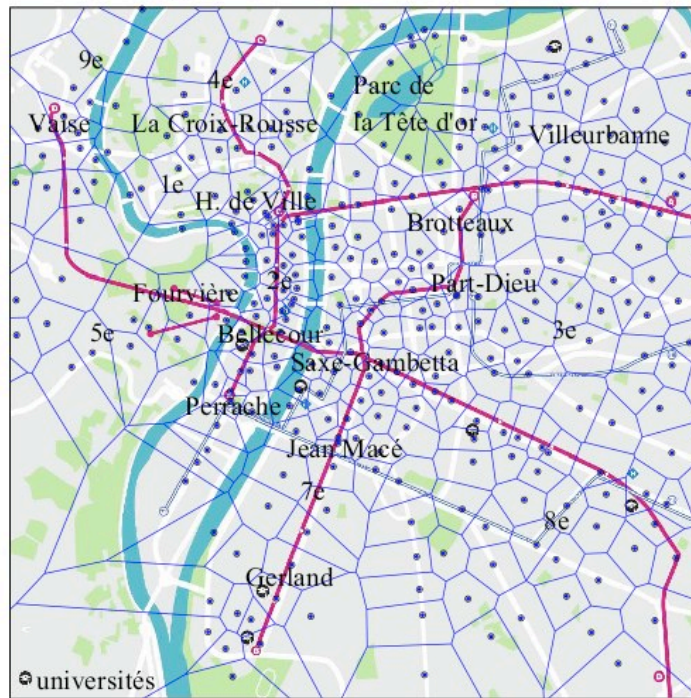 9e
4e
Parc de
la Tête d'or
Vaise
La Croix-Rousse
Villeurbanne
1e
H. de Ville
Brotteaux
2e
Part-Dieu
Fourvière
5e
Bellecour
3e
Saxe-Gambetta
Perrache
Jean Macé
7e
8e
Gerland
universités